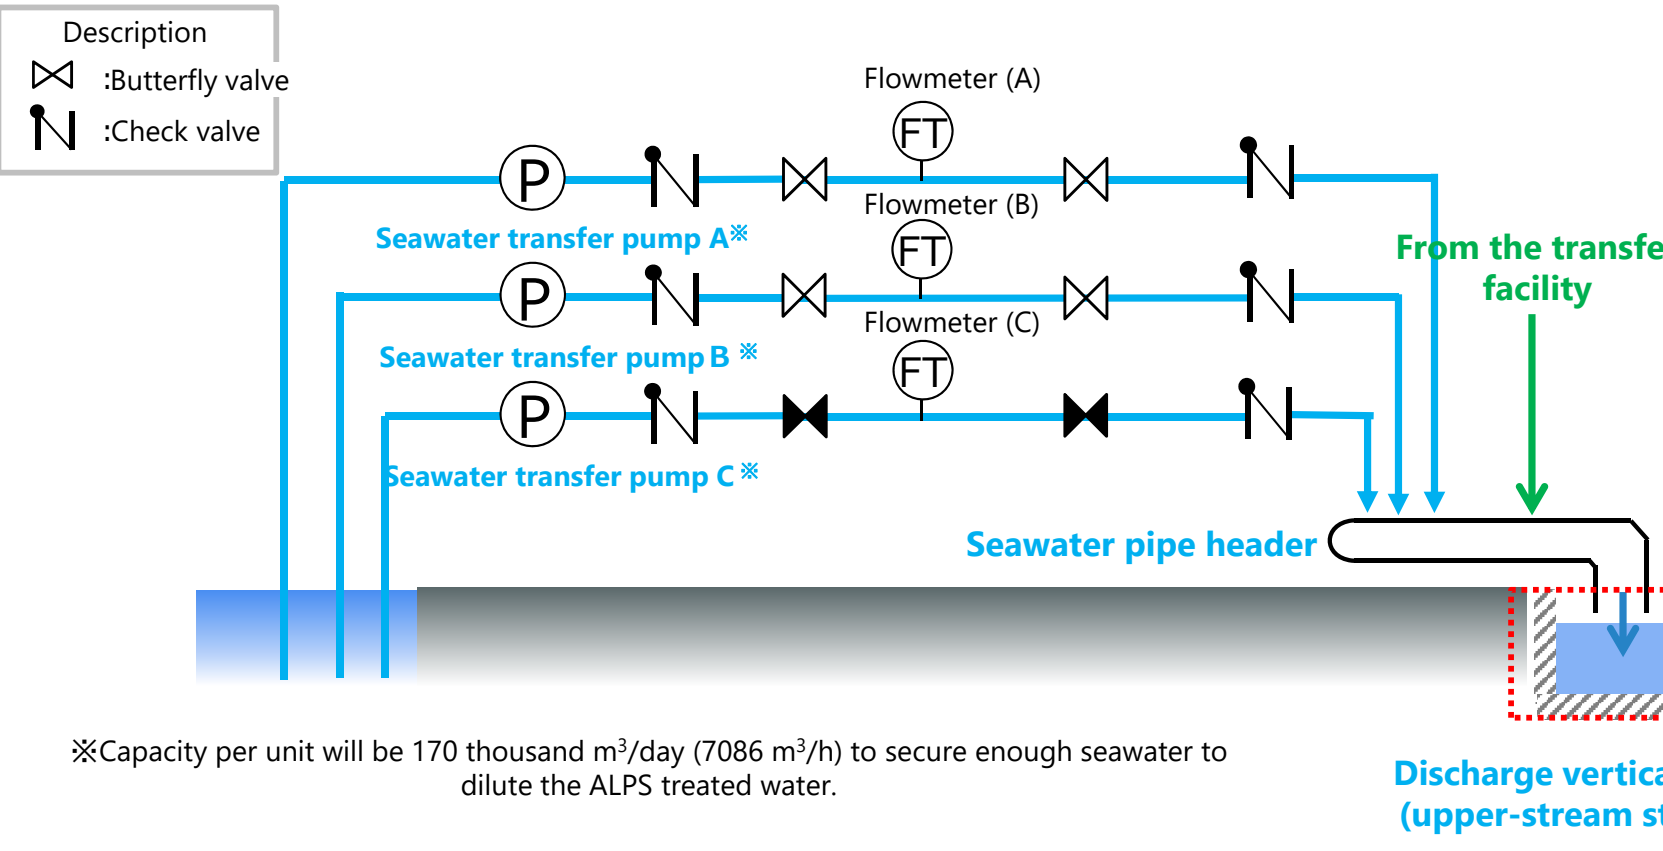 Description
:Butterfly valve
:Check valve
Flowmeter (A)
FT
P
Seawater transfer pump A※
Flowmeter (B)
FT
P
Seawater transfer pump B ※
Flowmeter (C)
FT
P
Seawater transfer pump C ※
From the transfe
facility
Seawater pipe header
※Capacity per unit will be 170 thousand m³/day (7086 m³/h) to secure enough seawater to
dilute the ALPS treated water.
Discharge vertica
(upper-stream st